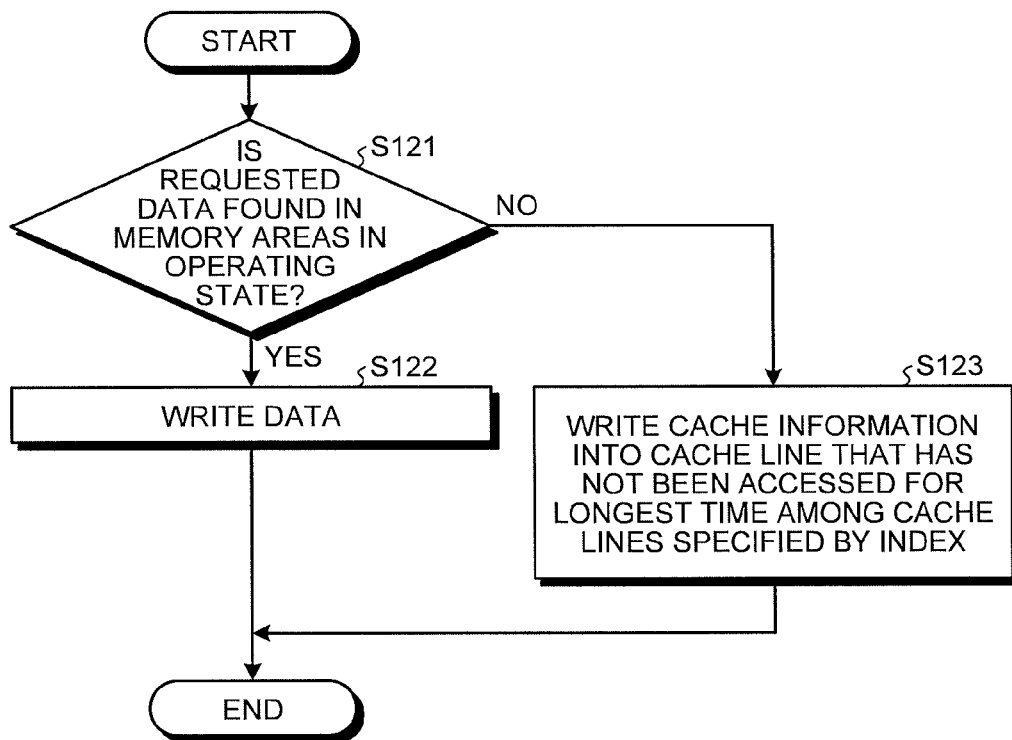 START
S121
IS
REQUESTED
DATA FOUND IN
MEMORY AREAS IN
OPERATING
STATE?
NO
YES
S122
WRITE DATA
S123
WRITE CACHE INFORMATION
INTO CACHE LINE THAT HAS
NOT BEEN ACCESSED FOR
LONGEST TIME AMONG CACHE
LINES SPECIFIED BY INDEX
END